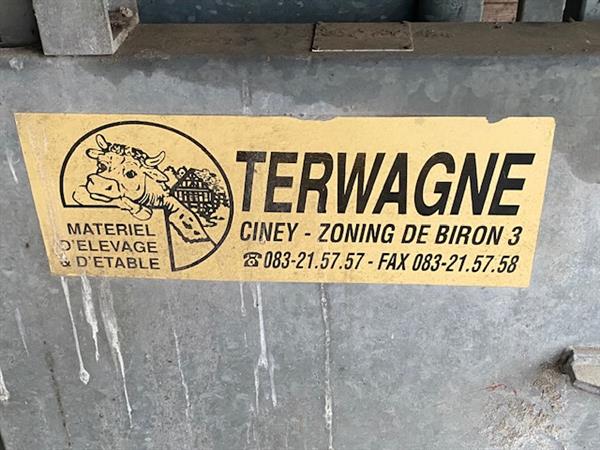 MATERIEL
D'ELEVAGE
& D'ETABLE
TERWAGNE
CINEY - ZONING DE BIRON 3
☎083-21.57.57 - FAX 083-21.57.58